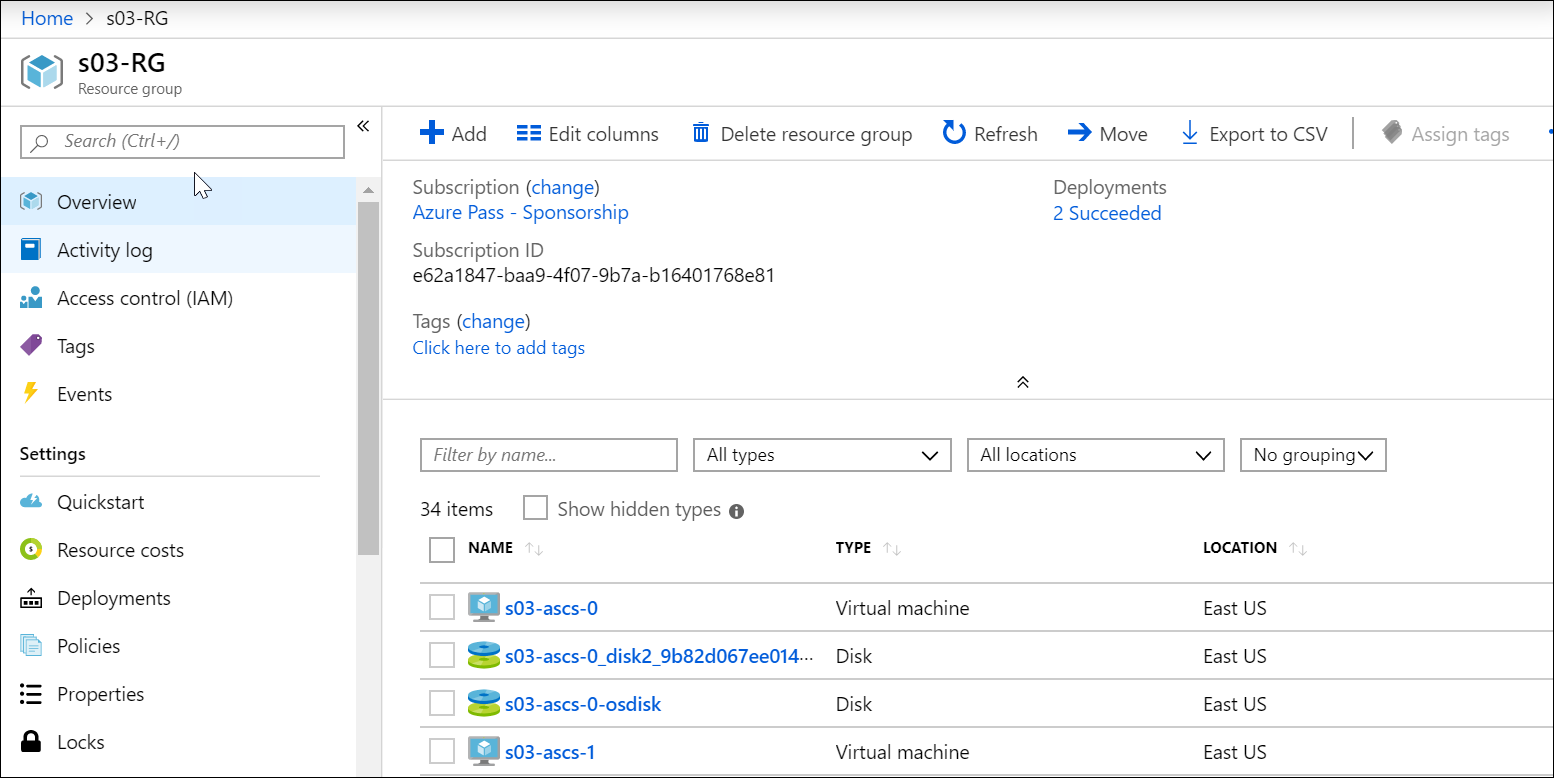 Home > s03-RG
s03-RG
Resource group
Search (Ctrl+/)
Overview
Activity log
Access control (IAM)
Tags
Events
Settings
Quickstart
Resource costs
Deployments
Policies
Properties
Locks
Add Edit columns Delete resource group Refresh Move Export to CSV Assign tags
Subscription (change)
Azure Pass - Sponsorship
Subscription ID
e62a1847-baa9-4f07-9b7a-b16401768e81
Tags (change)
Click here to add tags
Deployments
2 Succeeded
Filter by name... All types All locations No grouping
34 items Show hidden types
NAME TYPE LOCATION
s03-ascs-0 Virtual machine East US
s03-ascs-0_disk2_9b82d067ee014... Disk East US
s03-ascs-0-osdisk Disk East US
s03-ascs-1 Virtual machine East US